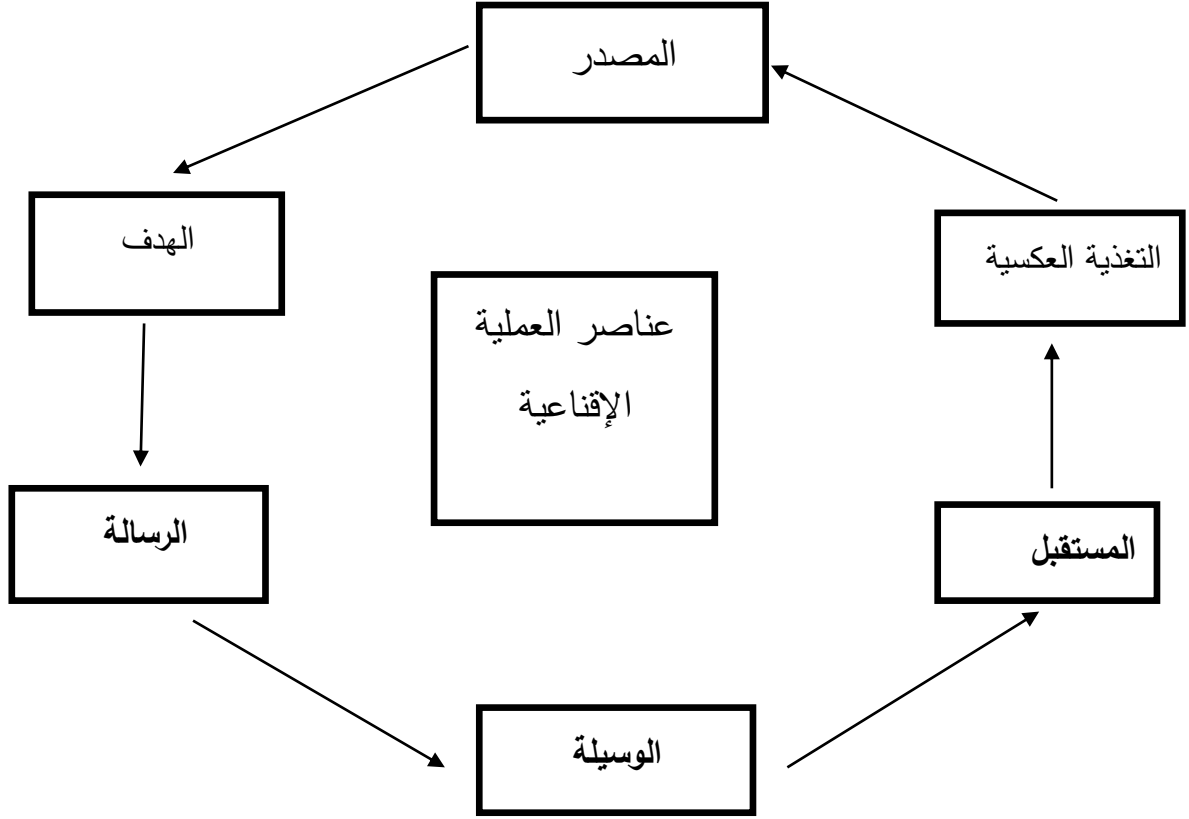 المصدر
الهدف
التغذية العكسية
عناصر العملية
الإقناعية
الرسالة
المستقبل
الوسيلة